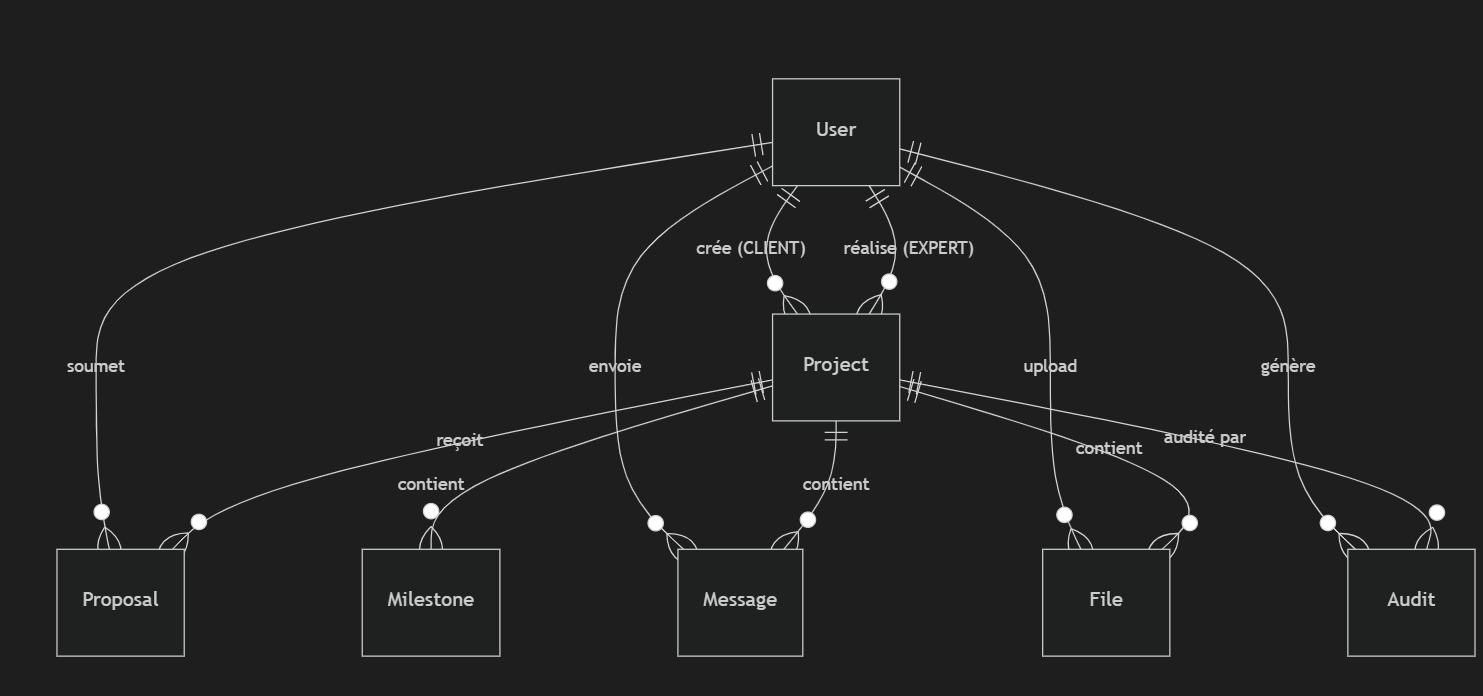 User
crée (CLIENT)
réalise (EXPERT)
soumet
envoie
Project
upload
génère
reçoit
contient
audité par
contient
contient
Proposal
Milestone
Message
File
Audit